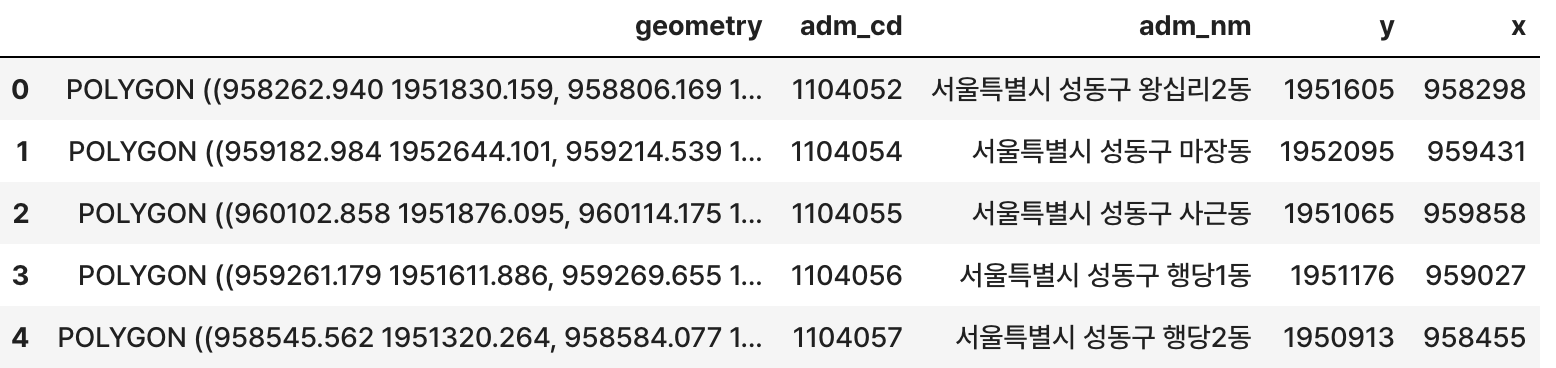 geometry adm_cd adm_nm y x
0 POLYGON ((958262.940 1951830.159, 958806.169 1... 1104052 서울특별시 성동구 왕십리2동 1951605 958298
1 POLYGON ((959182.984 1952644.101, 959214.539 1... 1104054 서울특별시 성동구 마장동 1952095 959431
2 POLYGON ((960102.858 1951876.095, 960114.175 1... 1104055 서울특별시 성동구 사근동 1951065 959858
3 POLYGON ((959261.179 1951611.886, 959269.655 1... 1104056 서울특별시 성동구 행당1동 1951176 959027
4 POLYGON ((958545.562 1951320.264, 958584.077 1... 1104057 서울특별시 성동구 행당2동 1950913 958455